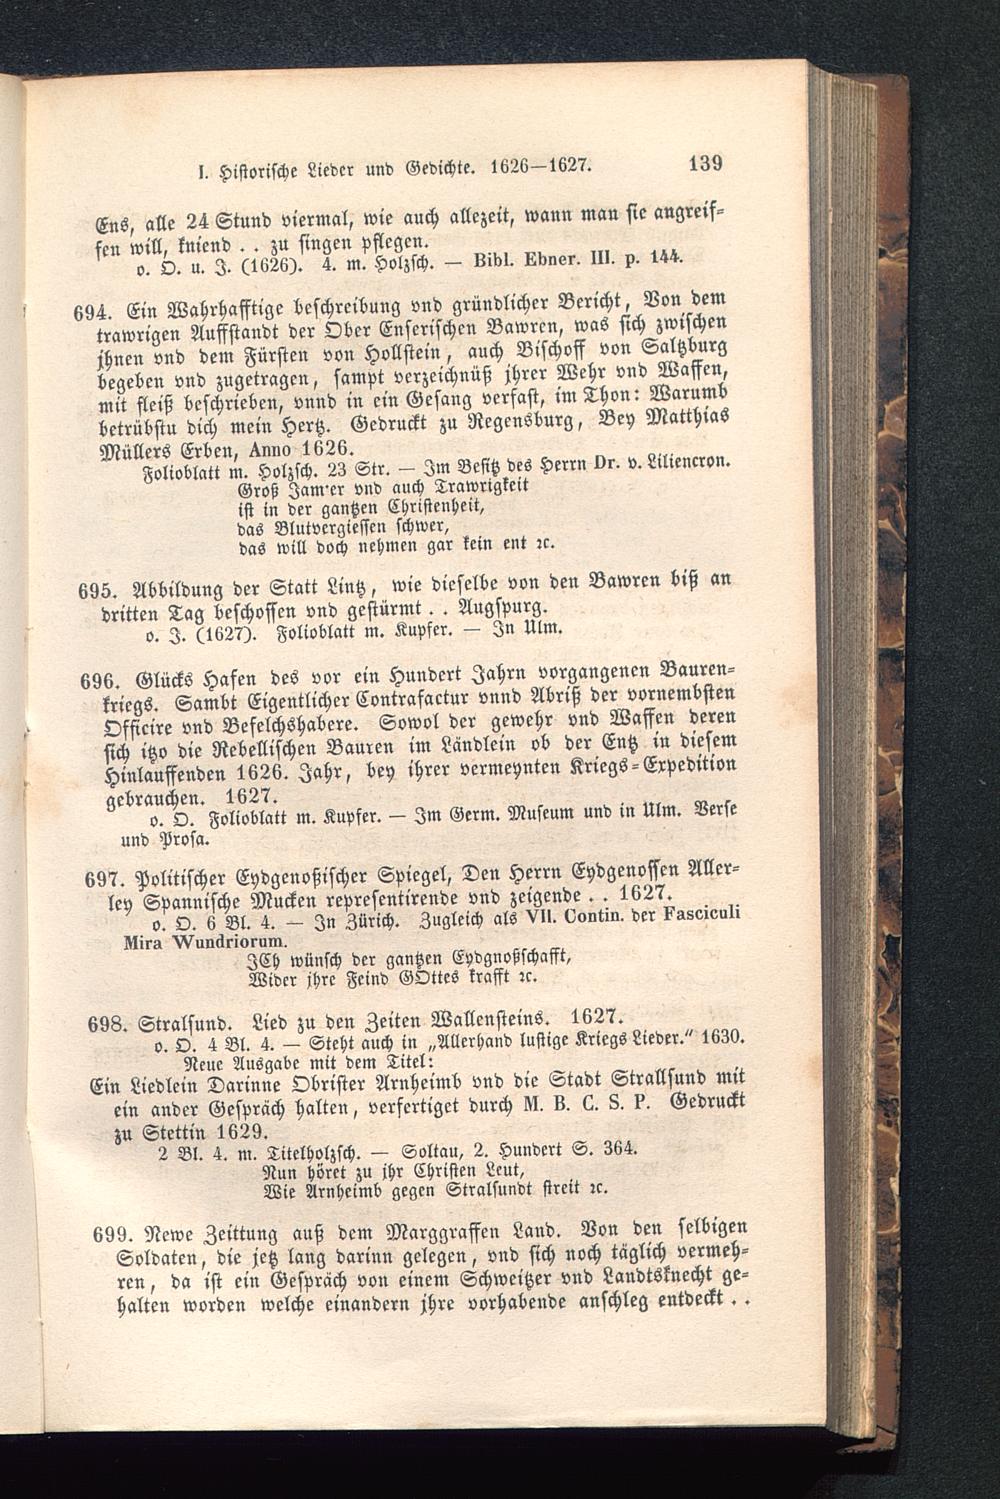 I. Historische Lieder und Gedichte. 1626—1627. 139
Ens, alle 24 Stund viermal, wie auch allezeit, wann man sie angreif-
fen will, kniend . . zu singen pflegen.
o. O. u. J. (1626). 4. m. Holzsch. — Bibl. Ebner. III. p. 144.
694. Ein Wahrhafftige beschreibung vnd gründlicher Bericht, Von dem
trawrigen Auffstandt der Ober Enserischen Bawren, was sich zwischen
jhnen vnd dem Fürsten von Hollstein, auch Bischoff von Saltzburg
begeben vnd zugetragen, sampt verzeichnüß jhrer Wehr vnd Waffen,
mit fleiß beschrieben, vnnd in ein Gesang verfast, im Thon: Warumb
betrübstu dich mein Hertz. Gedruckt zu Regensburg, Bey Matthias
Müllers Erben, Anno 1626.
Folioblatt m. Holzsch. 23 Str. — Im Besitz des Herrn Dr. v. Liliencron.
Groß Jam'er vnd auch Trawrigkeit
ist in der gantzen Christenheit,
das Blutvergiessen schwer,
das will doch nehmen gar kein ent ꝛc.
695. Abbildung der Statt Lintz, wie dieselbe von den Bawren biß an
dritten Tag beschossen vnd gestürmt . . Augspurg.
o. J. (1627). Folioblatt m. Kupfer. — In Ulm.
696. Glücks Hafen des vor ein Hundert Jahrn vorgangenen Bauren-
kriegs. Sambt Eigentlicher Contrafactur vnnd Abriß der vornembsten
Officire vnd Befelchshabere. Sowol der gewehr vnd Waffen deren
sich itzo die Rebellischen Bauren im Ländlein ob der Entz in diesem
Hinlauffenden 1626. Jahr, bey ihrer vermeynten Kriegs-Expedition
gebrauchen. 1627.
o. O. Folioblatt m. Kupfer. — Im Germ. Museum und in Ulm. Verse
und Prosa.
697. Politischer Eydgenoßischer Spiegel, Den Herrn Eydgenossen Aller-
ley Spannische Mucken representirende vnd zeigende . . 1627.
o. O. 6 Bl. 4. — In Zürich. Zugleich als VII. Contin. der Fasciculi
Mira Wundriorum.
JCh wünsch der gantzen Eydgnoßschafft,
Wider jhre Feind GOttes krafft ꝛc.
698. Stralsund. Lied zu den Zeiten Wallensteins. 1627.
o. O. 4 Bl. 4. — Steht auch in „Allerhand lustige Kriegs Lieder.“ 1630.
Neue Ausgabe mit dem Titel:
Ein Liedlein Darinne Obrister Arnheimb vnd die Stadt Strallsund mit
ein ander Gespräch halten, verfertiget durch M. B. C. S. P. Gedruckt
zu Stettin 1629.
2 Bl. 4. m. Titelholzsch. — Soltau, 2. Hundert S. 364.
Nun höret zu jhr Christen Leut,
Wie Arnheimb gegen Stralsundt streit ꝛc.
699. Newe Zeittung auß dem Marggraffen Land. Von den selbigen
Soldaten, die jetz lang darinn gelegen, vnd sich noch täglich vermeh-
ren, da ist ein Gespräch von einem Schweitzer vnd Landtsknecht ge-
halten worden welche einandern jhre vorhabende anschleg entdeckt . .